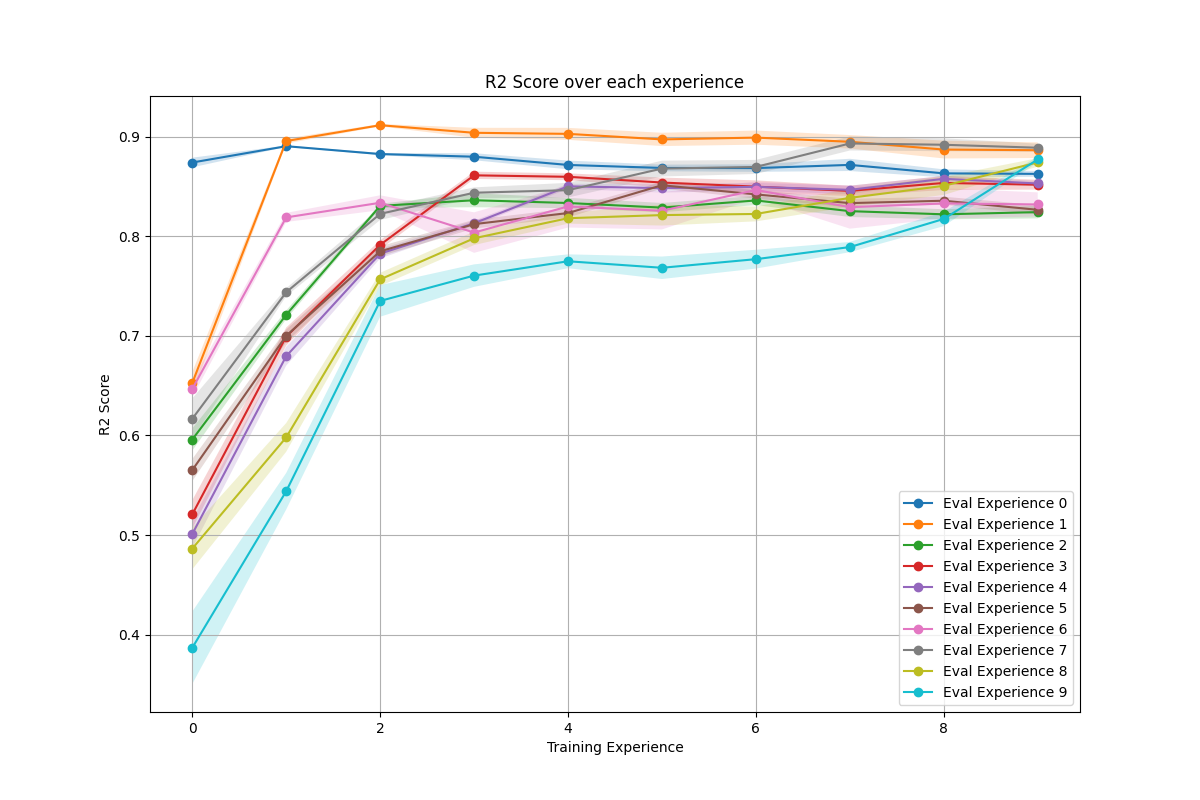 R2 Score over each experience
R2 Score
0.9
0.8
0.7
0.6
0.5
0.4
0 2 4 6 8
Training Experience
Eval Experience 0
Eval Experience 1
Eval Experience 2
Eval Experience 3
Eval Experience 4
Eval Experience 5
Eval Experience 6
Eval Experience 7
Eval Experience 8
Eval Experience 9